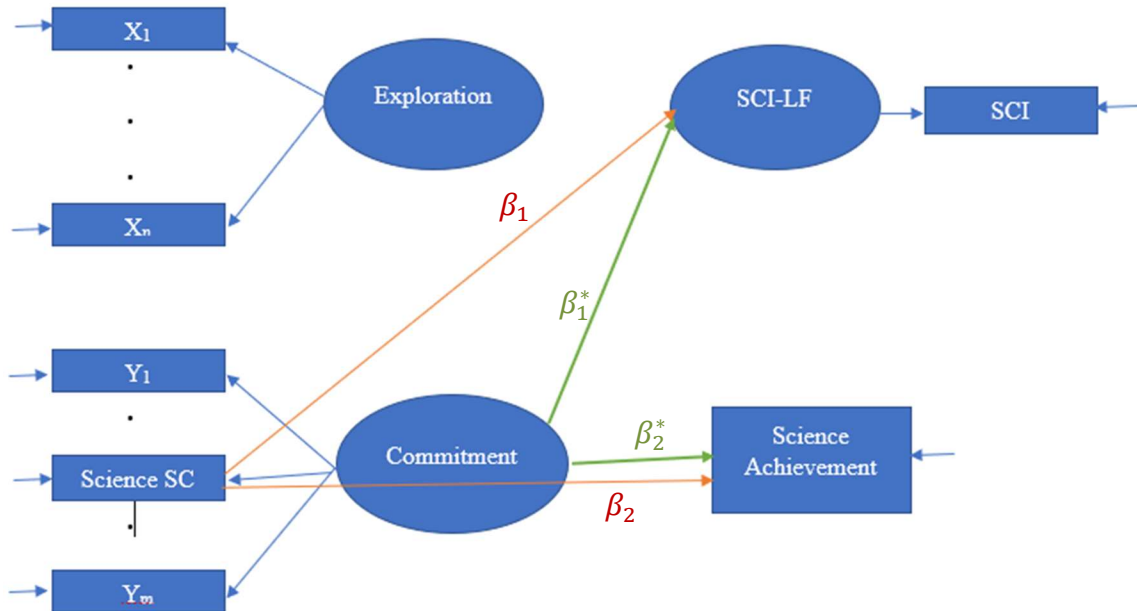 X₁
Exploration
SCI-LF
SCI
Xₙ
β₁
β₁*
Y₁
Commitment
β₂*
Science
Achievement
Science SC
β₂
Yₘ